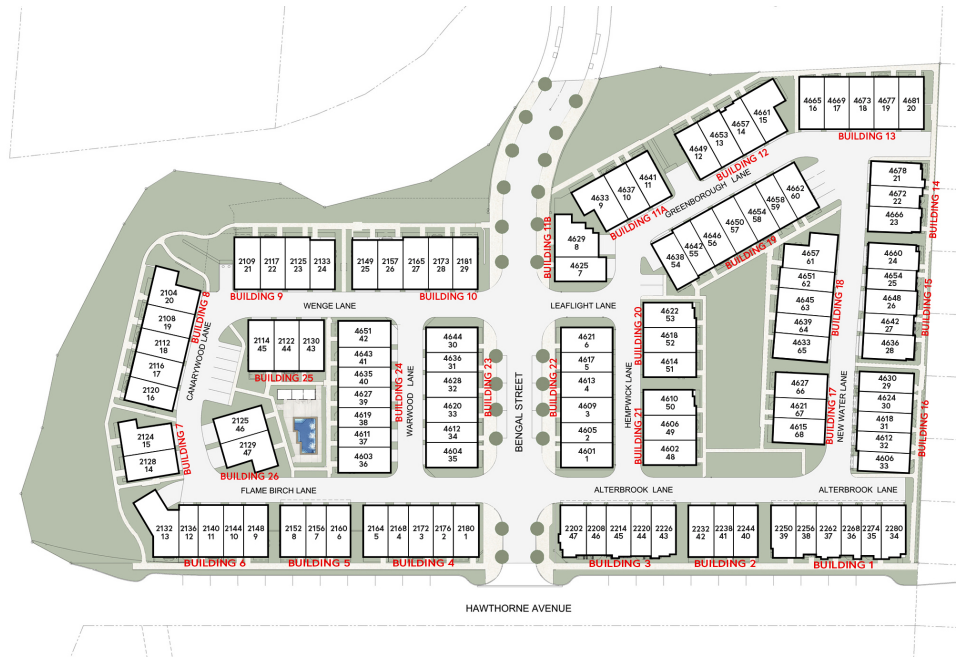 4665 4669 4673 4677 4681
16 17 18 19 20
BUILDING 13
4649 4653 4657 4661
12 13 14 15
BUILDING 12
4633 4637 4641
9 10 11
BUILDING 11A
GREENBOROUGH LANE
4678
21
4672
22
4666
23
BUILDING 14
4638 4642 4646 4650 4654 4658 4662
54 55 56 57 58 59 60
BUILDING 19
4629
8
4625
7
BUILDING 11B
2109 2117 2125 2133
21 22 23 24
BUILDING 9
2149 2157 2165 2173 2181
25 26 27 28 29
BUILDING 10
WENGE LANE
LEAFLIGHT LANE
4657
61
4651
62
4645
63
4639
64
4633
65
BUILDING 18
4660
24
4654
25
4648
26
4642
27
4636
28
BUILDING 15
2104
20
2108
19
2112
18
2116
17
2120
16
BUILDING 8
CANARYWOOD LANE
2114 2122 2130
45 44 43
BUILDING 25
4651
42
4643
41
4635
40
4627
39
4619
38
4611
37
4603
36
BUILDING 24
WARWOOD LANE
4644
30
4636
31
4628
32
4620
33
4612
34
4604
35
BUILDING 23
BENGAL STREET
BUILDING 22
4621
6
4617
5
4613
4
4609
3
4605
2
4601
1
HEMPWICK LANE
BUILDING 20
4622
53
4618
52
4614
51
BUILDING 21
4610
50
4606
49
4602
48
4627
66
4621
67
4615
68
BUILDING 17
NEW WATER LANE
4630
29
4624
30
4618
31
4612
32
4606
33
BUILDING 16
2124
15
2128
14
BUILDING 7
2125
46
2129
47
BUILDING 26
FLAME BIRCH LANE
ALTERBROOK LANE
ALTERBROOK LANE
2132 2136 2140 2144 2148
13 12 11 10 9
BUILDING 6
2152 2156 2160
8 7 6
BUILDING 5
2164 2168 2172 2176 2180
5 4 3 2 1
BUILDING 4
2202 2208 2214 2220 2226
47 46 45 44 43
BUILDING 3
2232 2238 2244
42 41 40
BUILDING 2
2250 2256 2262 2268 2274 2280
39 38 37 36 35 34
BUILDING 1
HAWTHORNE AVENUE